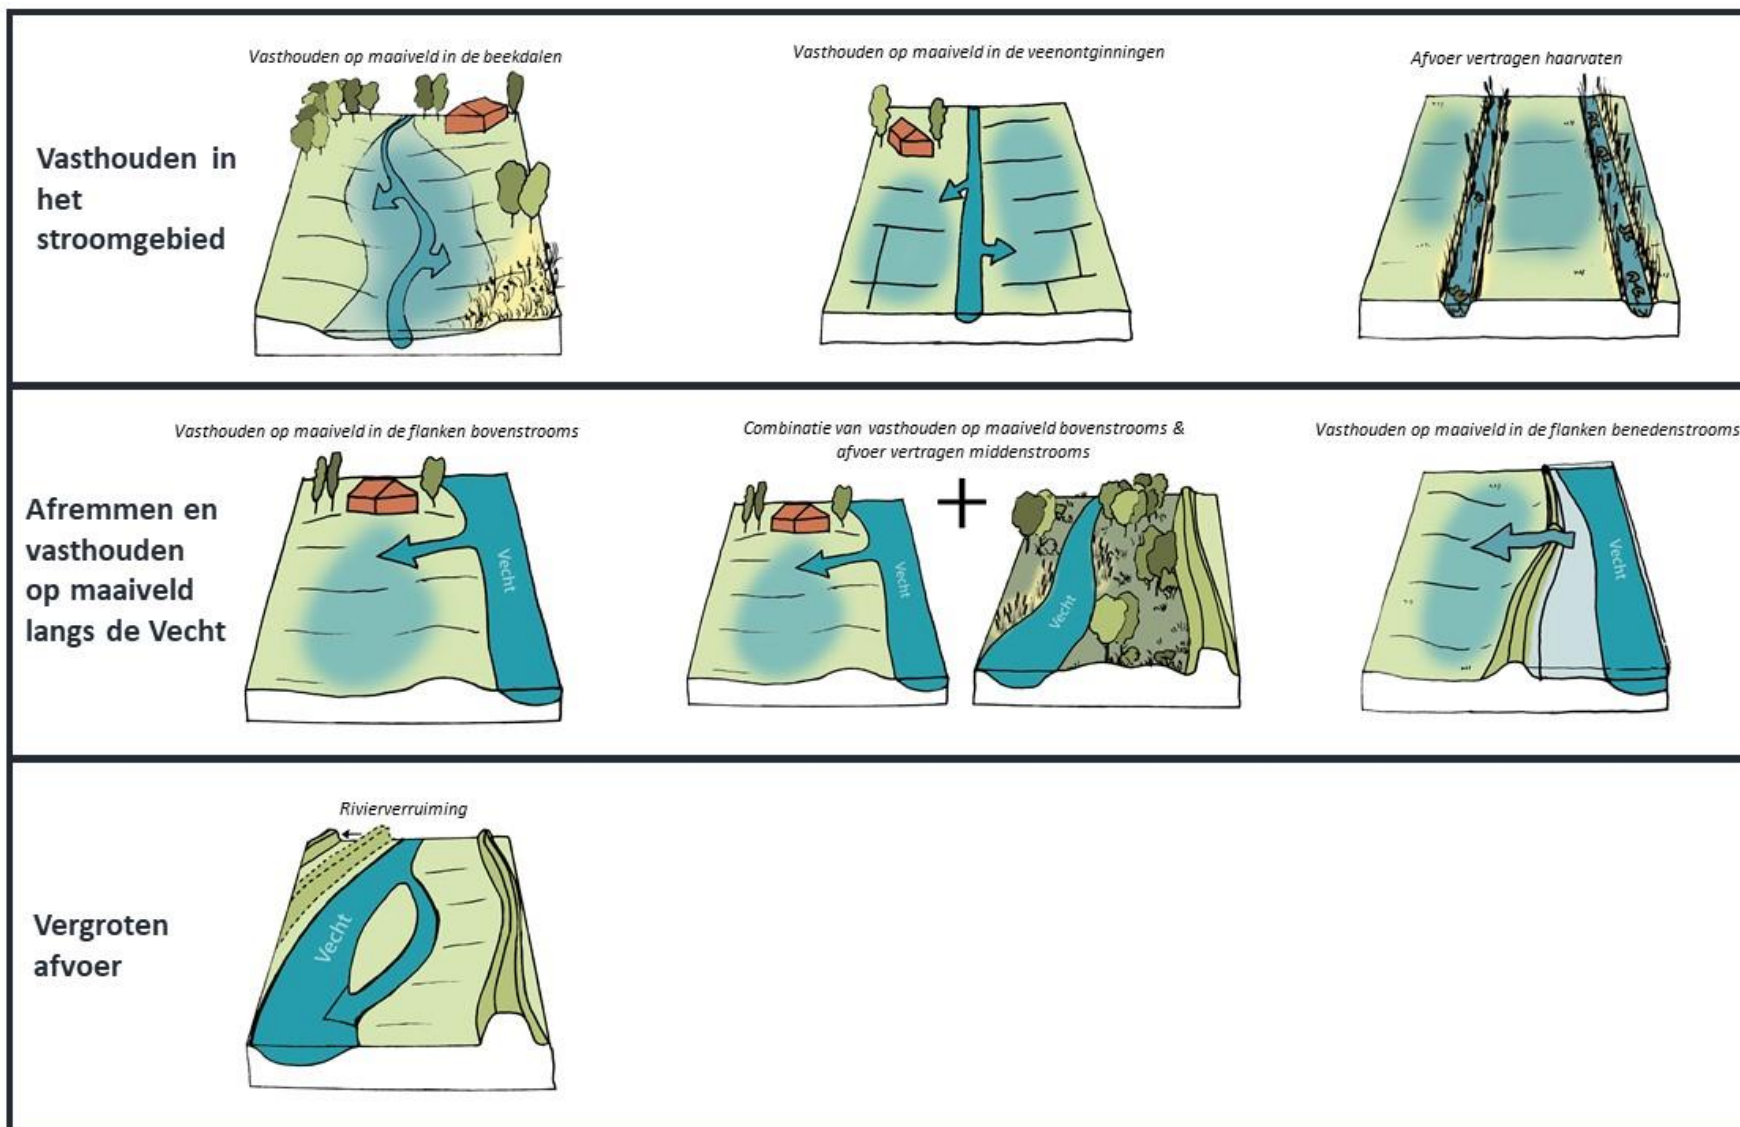 Vasthouden in
het
stroomgebied
Vasthouden op maaiveld in de beekdalen
Vasthouden op maaiveld in de veenontginningen
Afvoer vertragen haarvaten
Afremmen en
vasthouden
op maaiveld
langs de Vecht
Vasthouden op maaiveld in de flanken bovenstrooms
Vecht
Combinatie van vasthouden op maaiveld bovenstrooms &
afvoer vertragen middenstrooms
Vecht
+
Vecht
Vasthouden op maaiveld in de flanken benedenstrooms
Vecht
Vergroten
afvoer
Rivierverruiming
Vecht